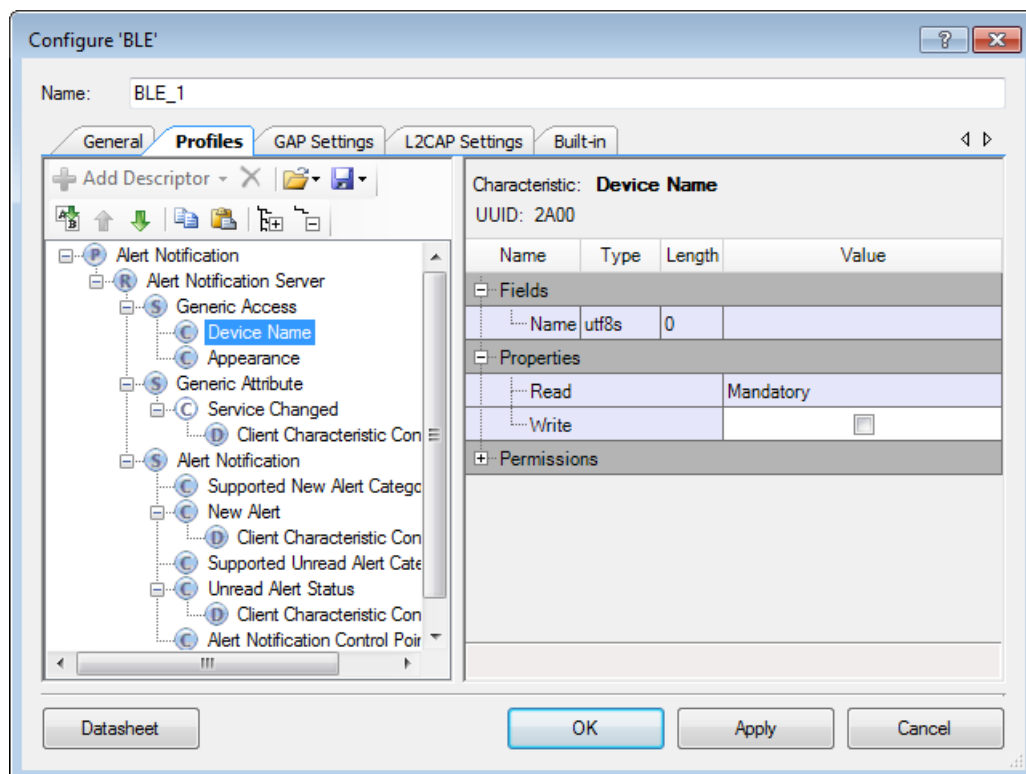 Configure 'BLE'
Name: BLE_1
General Profiles GAP Settings L2CAP Settings Built-in
Add Descriptor
Characteristic: Device Name
UUID: 2A00
Name Type Length Value
Fields
Name utf8s 0
Properties
Read Mandatory
Write
Permissions
P Alert Notification
R Alert Notification Server
S Generic Access
C Device Name
C Appearance
S Generic Attribute
C Service Changed
D Client Characteristic Con
S Alert Notification
C Supported New Alert Catego
C New Alert
D Client Characteristic Con
C Supported Unread Alert Cate
C Unread Alert Status
D Client Characteristic Con
C Alert Notification Control Poir
Datasheet OK Apply Cancel